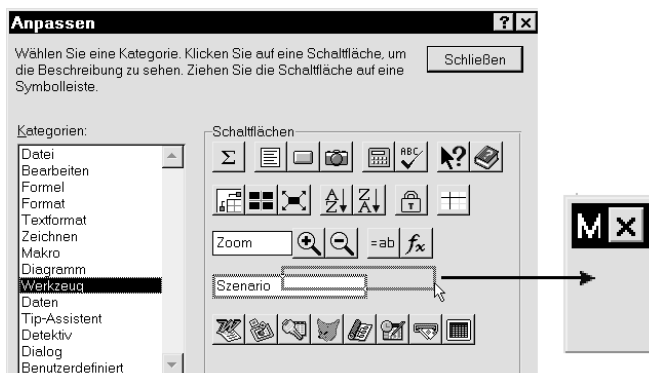 Anpassen
Wählen Sie eine Kategorie. Klicken Sie auf eine Schaltfläche, um
die Beschreibung zu sehen. Ziehen Sie die Schaltfläche auf eine
Symbolleiste.
Schließen
Kategorien:
Datei
Bearbeiten
Formel
Format
Textformat
Zeichnen
Makro
Diagramm
Werkzeug
Daten
Tip-Assistent
Detektiv
Dialog
Benutzerdefiniert
Schaltflächen
Σ
ABC
?
A
Z
Z
A
Zoom
=ab
fx
Szenario
M